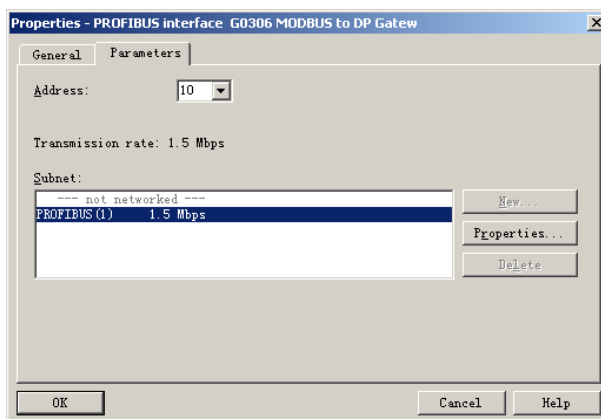 Properties - PROFIBUS interface G0306 MODBUS to DP Gatew
General Parameters
Address: 10
Transmission rate: 1.5 Mbps
Subnet:
--- not networked ---
PROFIBUS(1) 1.5 Mbps
New...
Properties...
Delete
OK Cancel Help